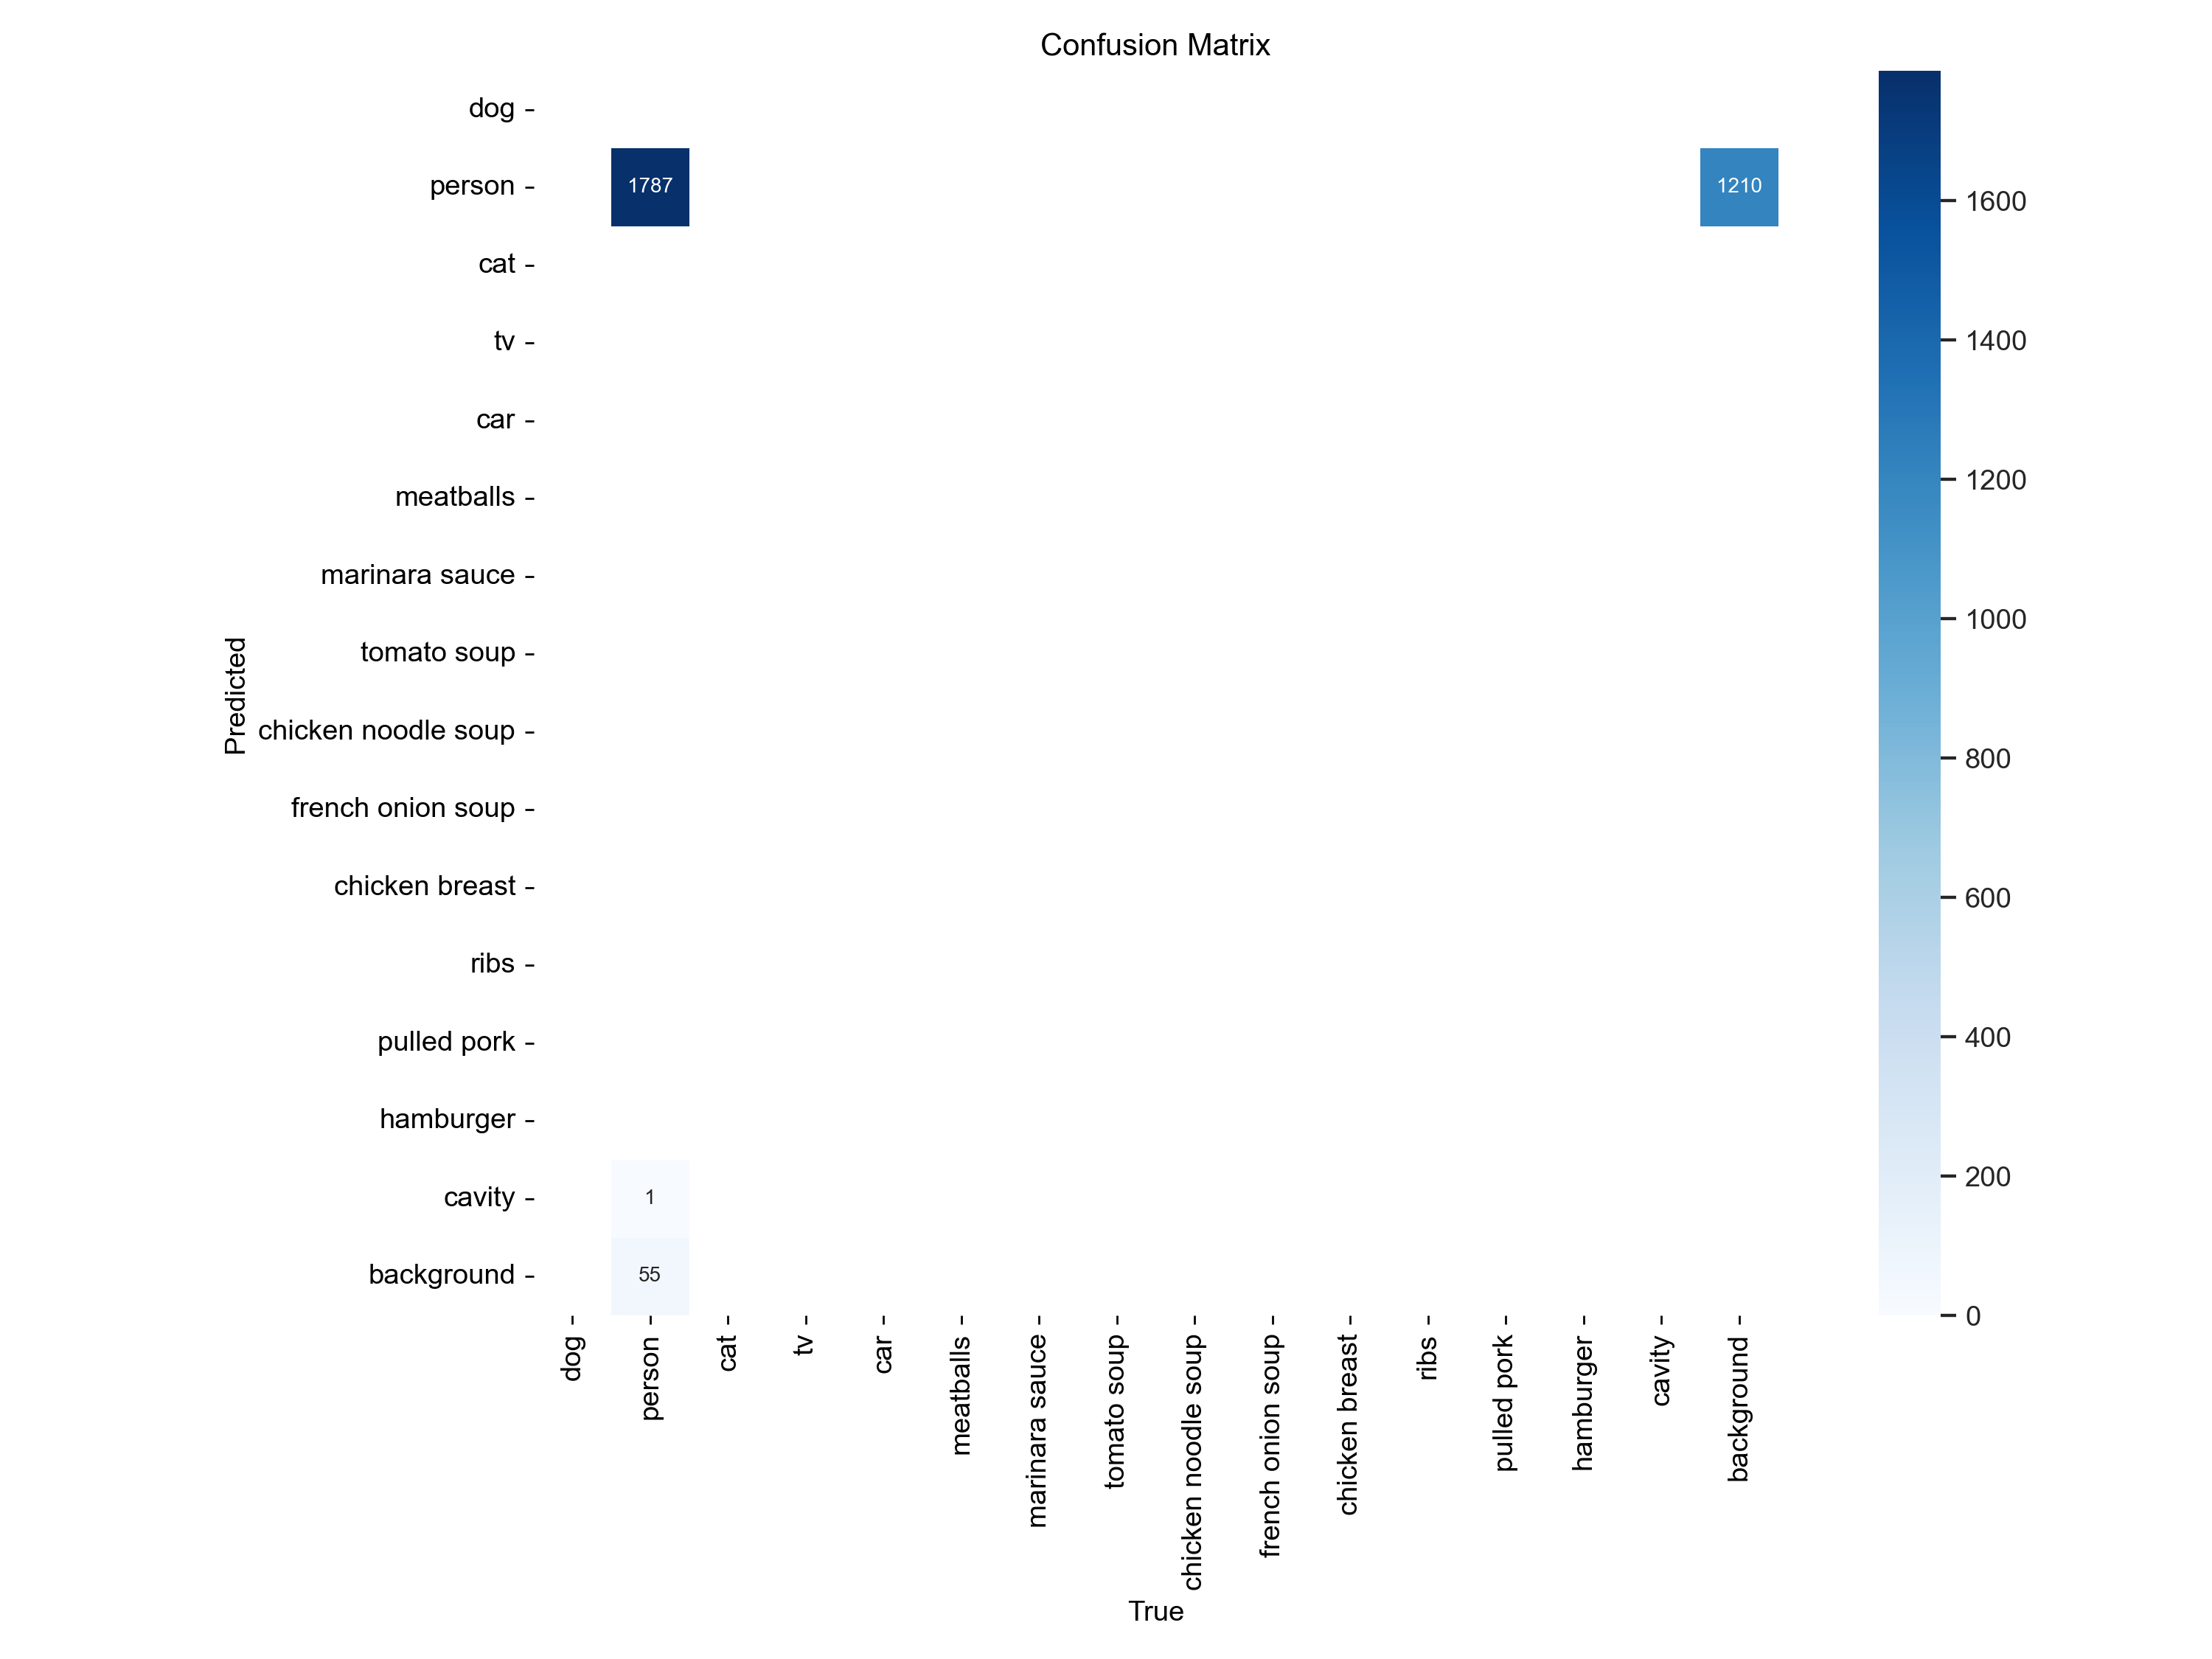 Confusion Matrix
dog
person
cat
tv
car
meatballs
marinara sauce
tomato soup
chicken noodle soup
french onion soup
chicken breast
ribs
pulled pork
hamburger
cavity
background
Predicted
1787
1210
1
55
dog
person
cat
tv
car
meatballs
marinara sauce
tomato soup
chicken noodle soup
french onion soup
chicken breast
ribs
pulled pork
hamburger
cavity
background
True
1600
1400
1200
1000
800
600
400
200
0